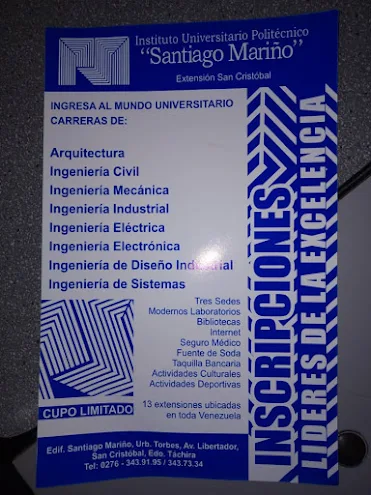 Instituto Universitario Politécnico
"Santiago Mariño"
Extensión San Cristóbal
INGRESA AL MUNDO UNIVERSITARIO
CARRERAS DE:
Arquitectura
Ingeniería Civil
Ingeniería Mecánica
Ingeniería Industrial
Ingeniería Eléctrica
Ingeniería Electrónica
Ingeniería de Diseño Industrial
Ingeniería de Sistemas
Tres Sedes
Modernos Laboratorios
Bibliotecas
Internet
Seguro Médico
Fuente de Soda
Taquilla Bancaria
Actividades Culturales
Actividades Deportivas
CUPO LIMITADO
13 extensiones ubicadas
en toda Venezuela
INSCRIPCIONES
LIDERES DE LA EXCELENCIA
Edif. Santiago Mariño, Urb. Torbes, Av. Libertador,
San Cristóbal, Edo. Táchira
Tel: 0276 - 343.91.95 / 343.73.34